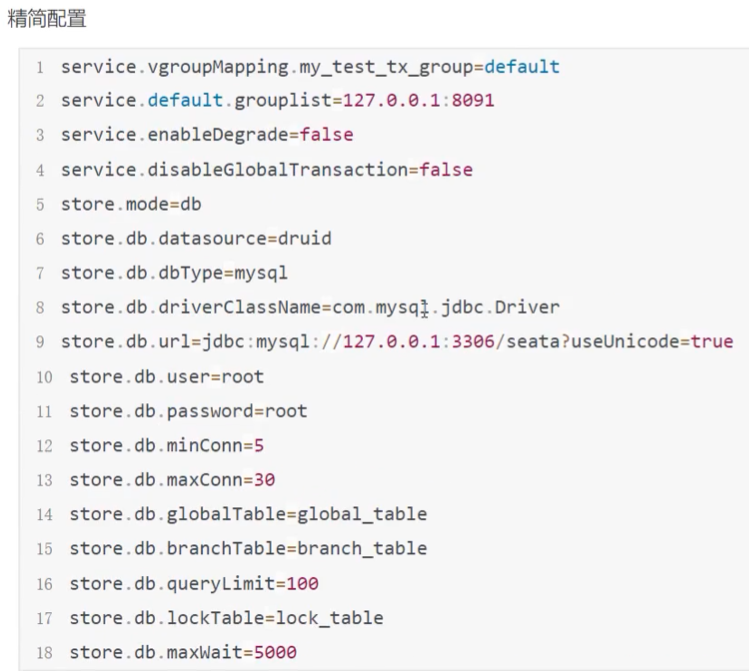 精简配置
1 service.vgroupMapping.my_test_tx_group=default
2 service.default.grouplist=127.0.0.1:8091
3 service.enableDegrade=false
4 service.disableGlobalTransaction=false
5 store.mode=db
6 store.db.datasource=druid
7 store.db.dbType=mysql
8 store.db.driverClassName=com.mysql.jdbc.Driver
9 store.db.url=jdbc:mysql://127.0.0.1:3306/seata?useUnicode=true
10 store.db.user=root
11 store.db.password=root
12 store.db.minConn=5
13 store.db.maxConn=30
14 store.db.globalTable=global_table
15 store.db.branchTable=branch_table
16 store.db.queryLimit=100
17 store.db.lockTable=lock_table
18 store.db.maxWait=5000